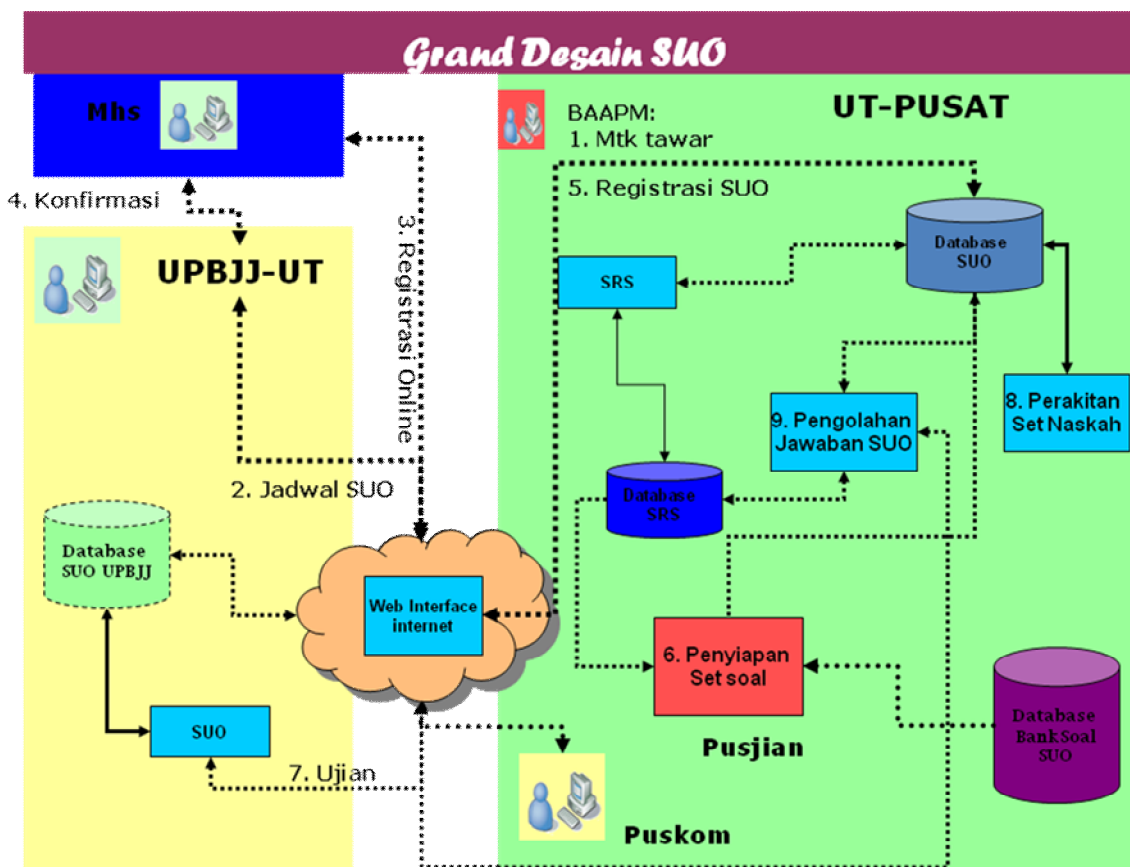 Grand Desain SUO
Mhs
BAAPM:
1. Mtk tawar
UT-PUSAT
5. Registrasi SUO
4. Konfirmasi
3. Registrasi Online
UPBJJ-UT
Database
SUO
SRS
8. Perakitan
Set Naskah
9. Pengolahan
Jawaban SUO
2. Jadwal SUO
Database
SRS
Database
SUO UPBJJ
Web Interface
internet
6. Penyiapan
Set soal
Database
BankSoal
SUO
SUO
Pusjian
7. Ujian
Puskom